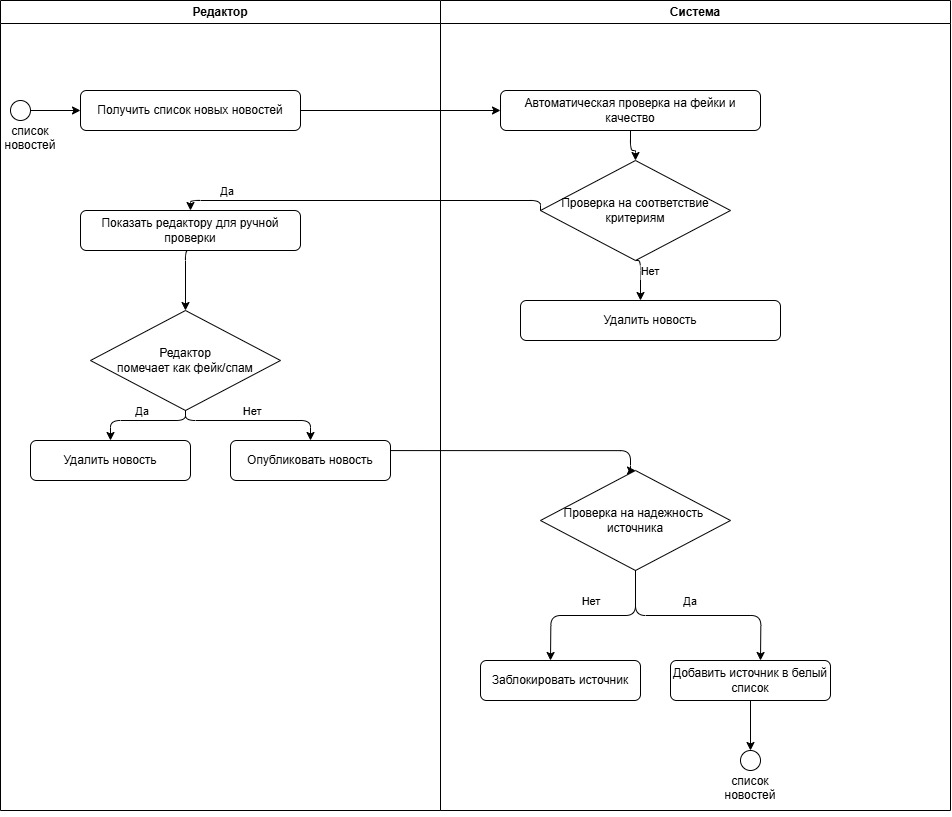 Редактор
Система
список
новостей
Получить список новых новостей
Автоматическая проверка на фейки и
качество
Да
Проверка на соответствие
критериям
Показать редактору для ручной
проверки
Нет
Удалить новость
Редактор
помечает как фейк/спам
Да
Нет
Удалить новость
Опубликовать новость
Проверка на надежность
источника
Нет
Да
Заблокировать источник
Добавить источник в белый
список
список
новостей